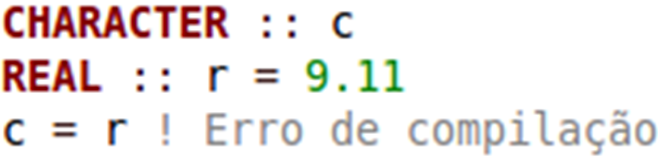 CHARACTER :: c
REAL :: r = 9.11
c = r ! Erro de compilação